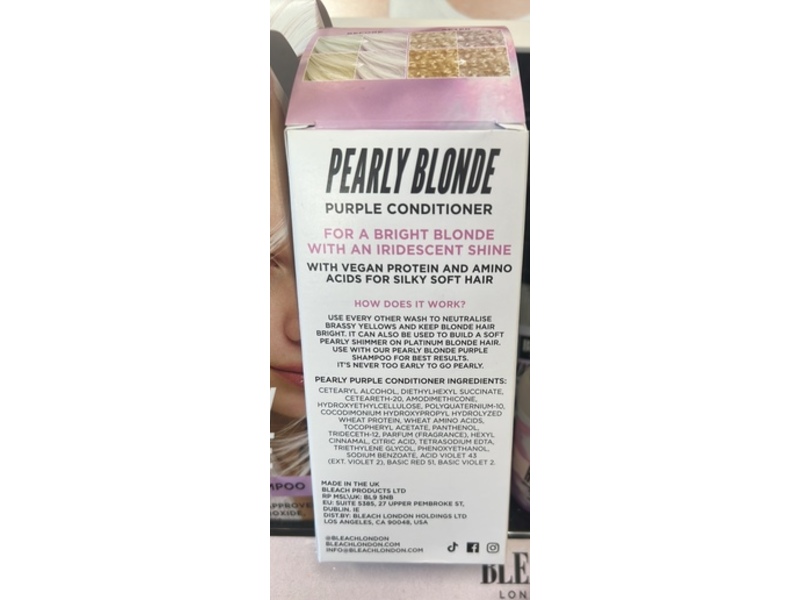 PEARLY BLONDE
PURPLE CONDITIONER
FOR A BRIGHT BLONDE
WITH AN IRIDESCENT SHINE
WITH VEGAN PROTEIN AND AMINO
ACIDS FOR SILKY SOFT HAIR
HOW DOES IT WORK?
USE EVERY OTHER WASH TO NEUTRALISE
BRASSY YELLOWS AND KEEP BLONDE HAIR
BRIGHT. IT CAN ALSO BE USED TO BUILD A SOFT
PEARLY SHIMMER ON PLATINUM BLONDE HAIR.
USE WITH OUR PEARLY BLONDE PURPLE
SHAMPOO FOR BEST RESULTS.
IT'S NEVER TOO EARLY TO GO PEARLY.
PEARLY PURPLE CONDITIONER INGREDIENTS:
CETEARYL ALCOHOL, DIETHYLHEXYL SUCCINATE,
CETEARETH-20, AMODIMETHICONE,
HYDROXYETHYLCELLULOSE, POLYQUATERNIUM-10,
COCODIMONIUM HYDROXYPROPYL HYDROLYZED
WHEAT PROTEIN, WHEAT AMINO ACIDS,
TOCOPHERYL ACETATE, PANTHENOL,
TRIDECETH-12, PARFUM (FRAGRANCE), HEXYL
CINNAMAL, CITRIC ACID, TETRASODIUM EDTA,
TRIETHYLENE GLYCOL, PHENOXYETHANOL,
SODIUM BENZOATE, ACID VIOLET 43
(EXT. VIOLET 2), BASIC RED 51, BASIC VIOLET 2.
MADE IN THE UK
BLEACH PRODUCTS LTD
RP MSL\UK: BL9 5NB
EU: SUITE 5385, 27 UPPER PEMBROKE ST,
DUBLIN. IE
DIST.BY: BLEACH LONDON HOLDINGS LTD
LOS ANGELES, CA 90048, USA
@BLEACHLONDON
BLEACHLONDON.COM
INFO@BLEACHLONDON.COM
MPOO
APPROVE
OXIDE,
BLE
LON